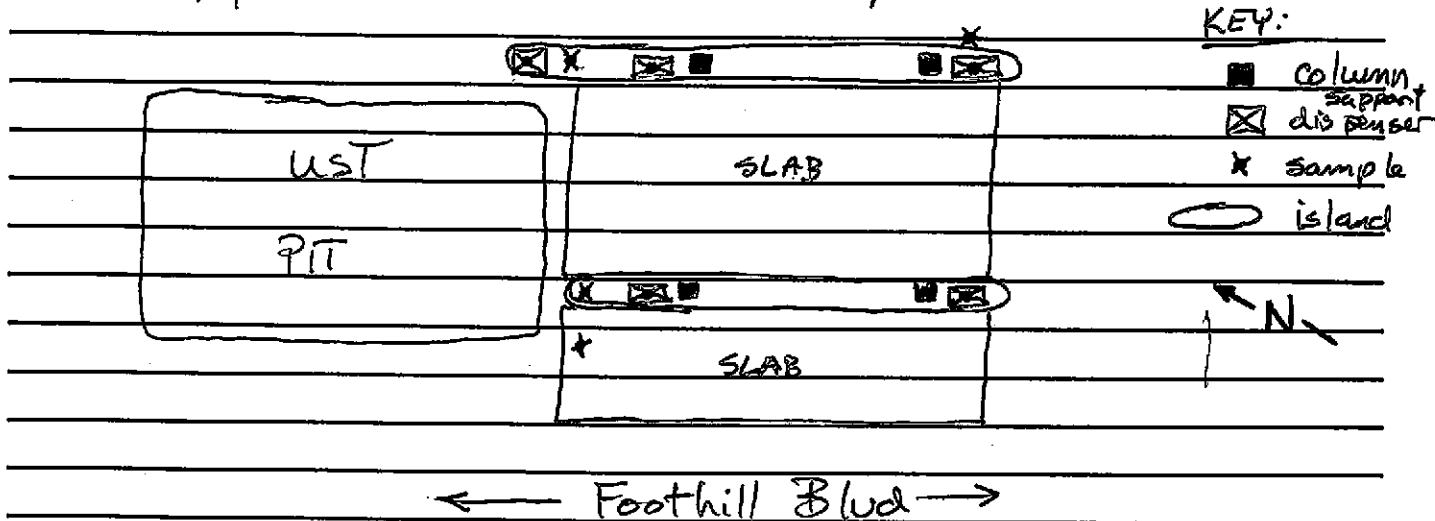 KEY:
column
support
dispenser
sample
island
UST
PIT
SLAB
N
SLAB
← Foothill Blvd →